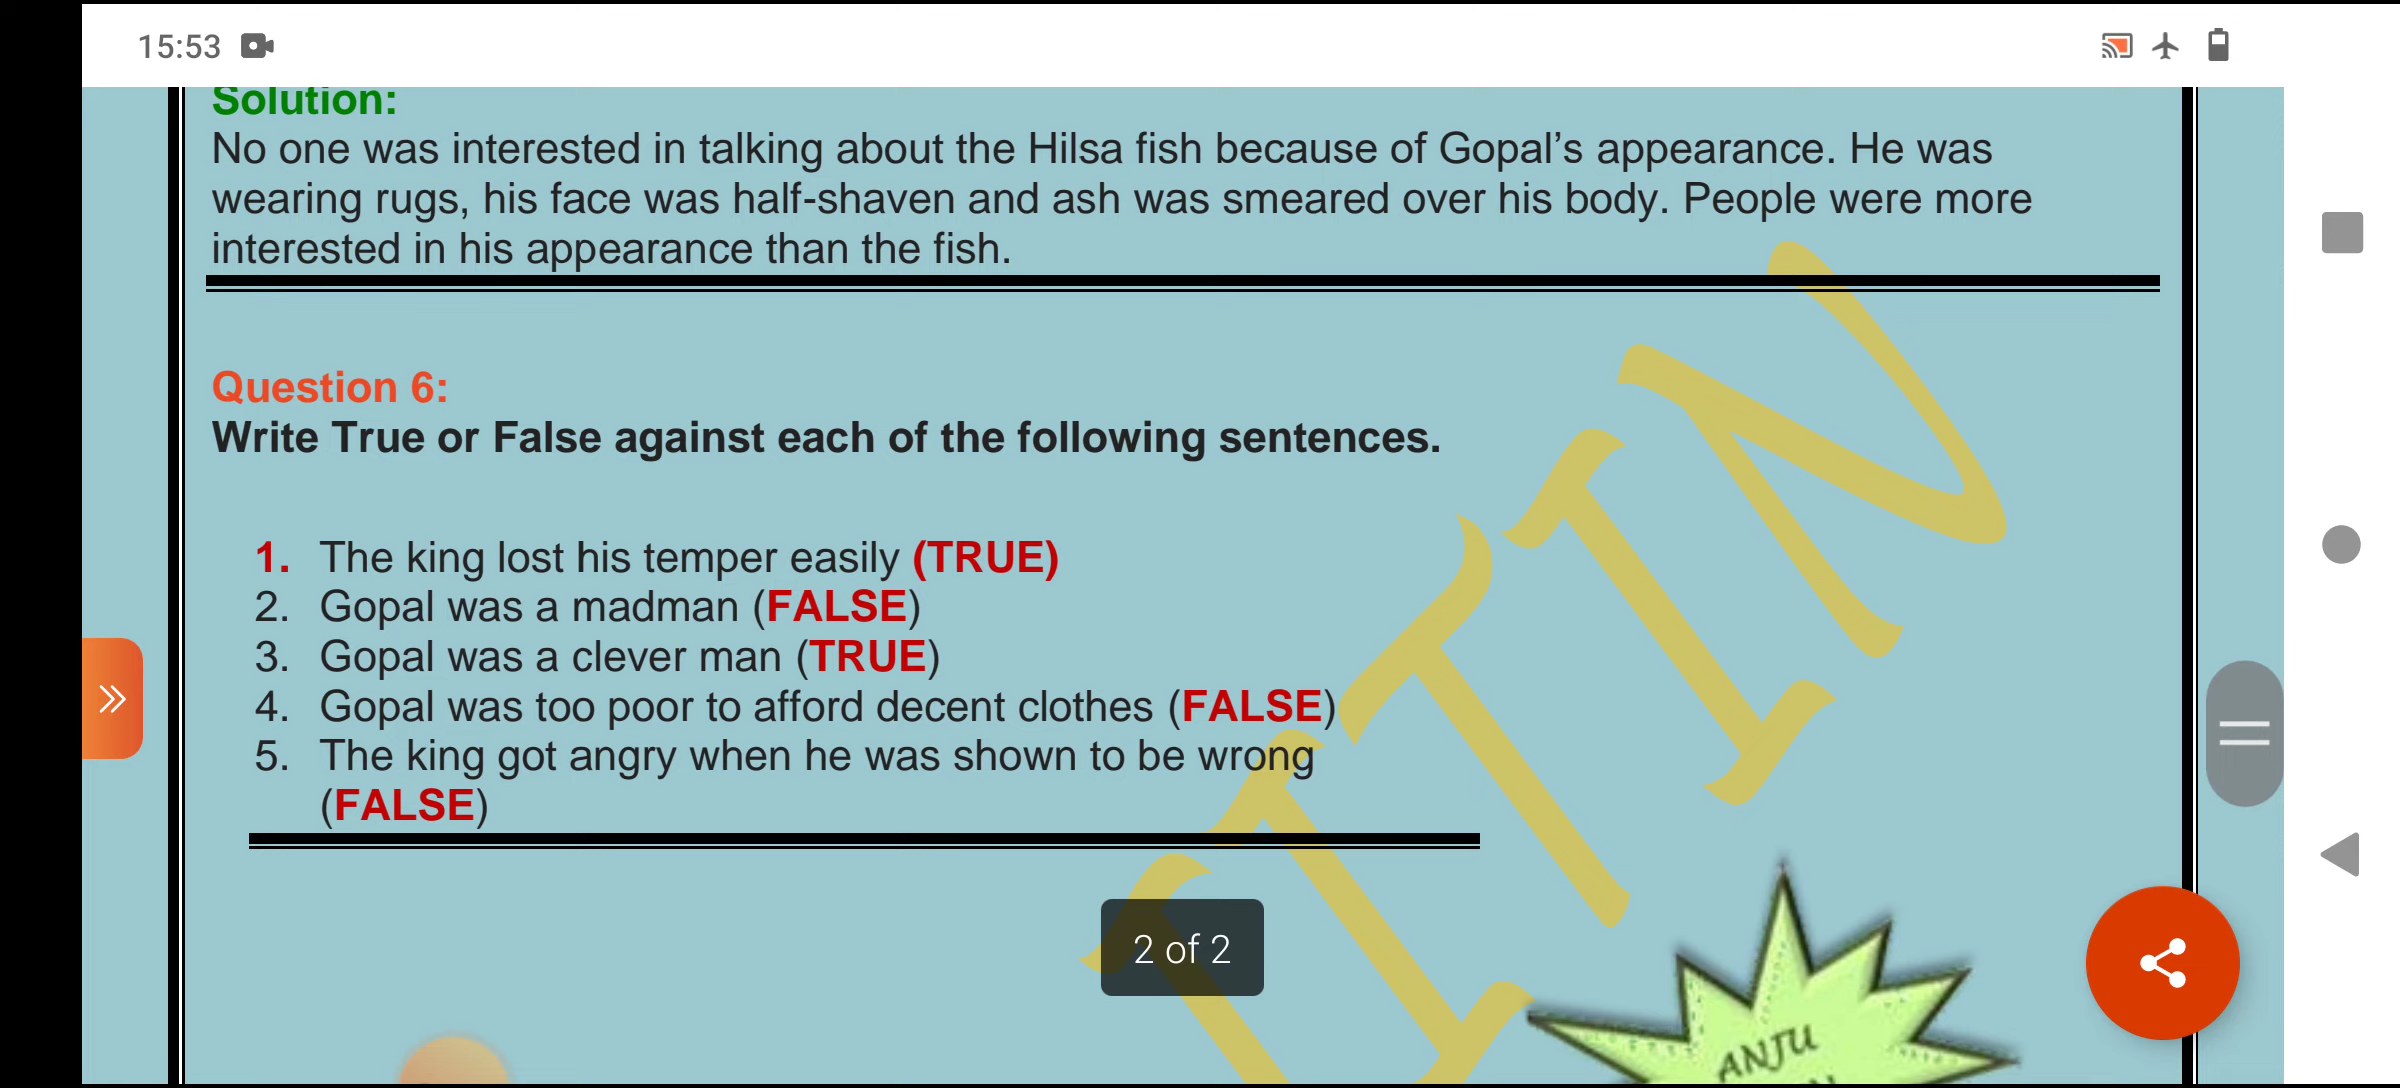 15:53
Solution:
No one was interested in talking about the Hilsa fish because of Gopal’s appearance. He was
wearing rugs, his face was half-shaven and ash was smeared over his body. People were more
interested in his appearance than the fish.
Question 6:
Write True or False against each of the following sentences.
1. The king lost his temper easily (TRUE)
2. Gopal was a madman (FALSE)
3. Gopal was a clever man (TRUE)
4. Gopal was too poor to afford decent clothes (FALSE)
5. The king got angry when he was shown to be wrong
(FALSE)
2 of 2
ANJU